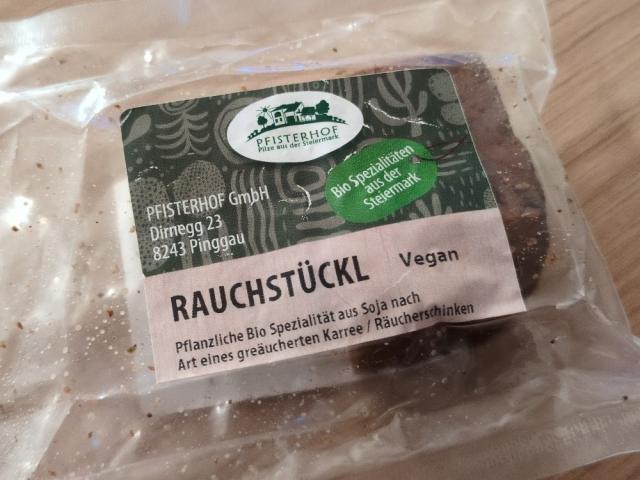 PFISTERHOF
Pilze aus der Steiermark
Bio Spezialitäten
aus der
Steiermark
PFISTERHOF GmbH
Dirnegg 23
8243 Pinggau
RAUCHSTÜCKL Vegan
Pflanzliche Bio Spezialität aus Soja nach
Art eines greäucherten Karree / Räucherschinken